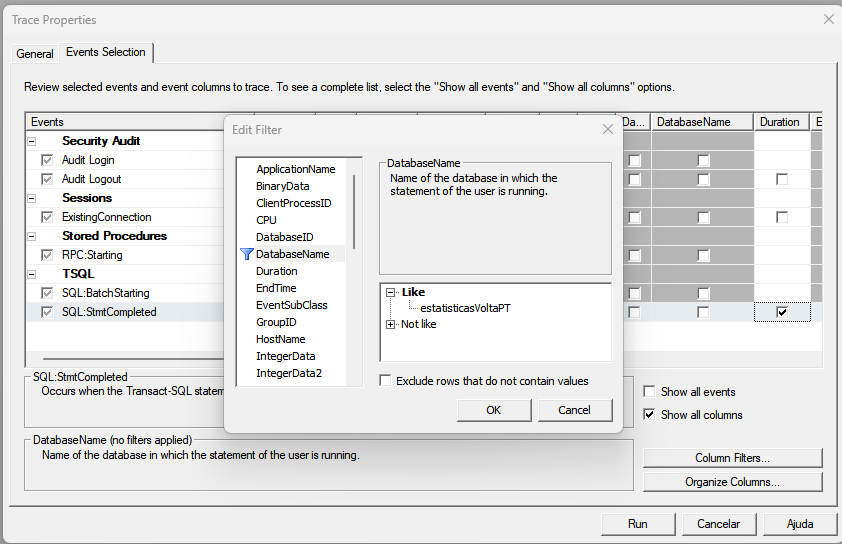 Trace Properties
General
Events Selection
Review selected events and event columns to trace. To see a complete list, select the "Show all events" and "Show all columns" options.
Events
Da...
DatabaseName
Duration
E
Security Audit
Audit Login
Audit Logout
Sessions
ExistingConnection
Stored Procedures
RPC:Starting
TSQL
SQL:BatchStarting
SQL:StmtCompleted
Edit Filter
ApplicationName
BinaryData
ClientProcessID
CPU
DatabaseID
DatabaseName
Duration
EndTime
EventSubClass
GroupID
HostName
IntegerData
IntegerData2
DatabaseName
Name of the database in which the
statement of the user is running.
Like
estatisticasVoltaPT
Not like
Exclude rows that do not contain values
OK
Cancel
SQL:StmtCompleted
Occurs when the Transact-SQL statem
Show all events
Show all columns
DatabaseName (no filters applied)
Name of the database in which the statement of the user is running.
Column Filters...
Organize Columns...
Run
Cancelar
Ajuda